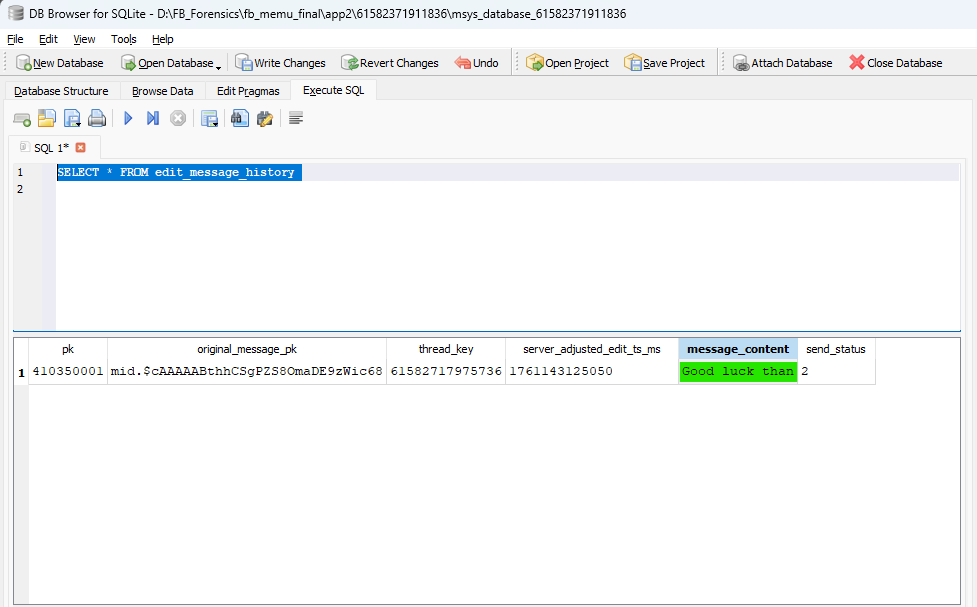 DB Browser for SQLite - D:\FB_Forensics\fb_memu_final\app2\61582371911836\msys_database_61582371911836
File Edit View Tools Help
New Database Open Database Write Changes Revert Changes Undo Open Project Save Project Attach Database Close Database
Database Structure Browse Data Edit Pragmas Execute SQL
SQL 1*
1 SELECT * FROM edit_message_history
2
pk original_message_pk thread_key server_adjusted_edit_ts_ms message_content send_status
1 410350001 mid.$cAAAAABthhCSgPZS8OmaDE9zWic68 61582717975736 1761143125050 Good luck than 2